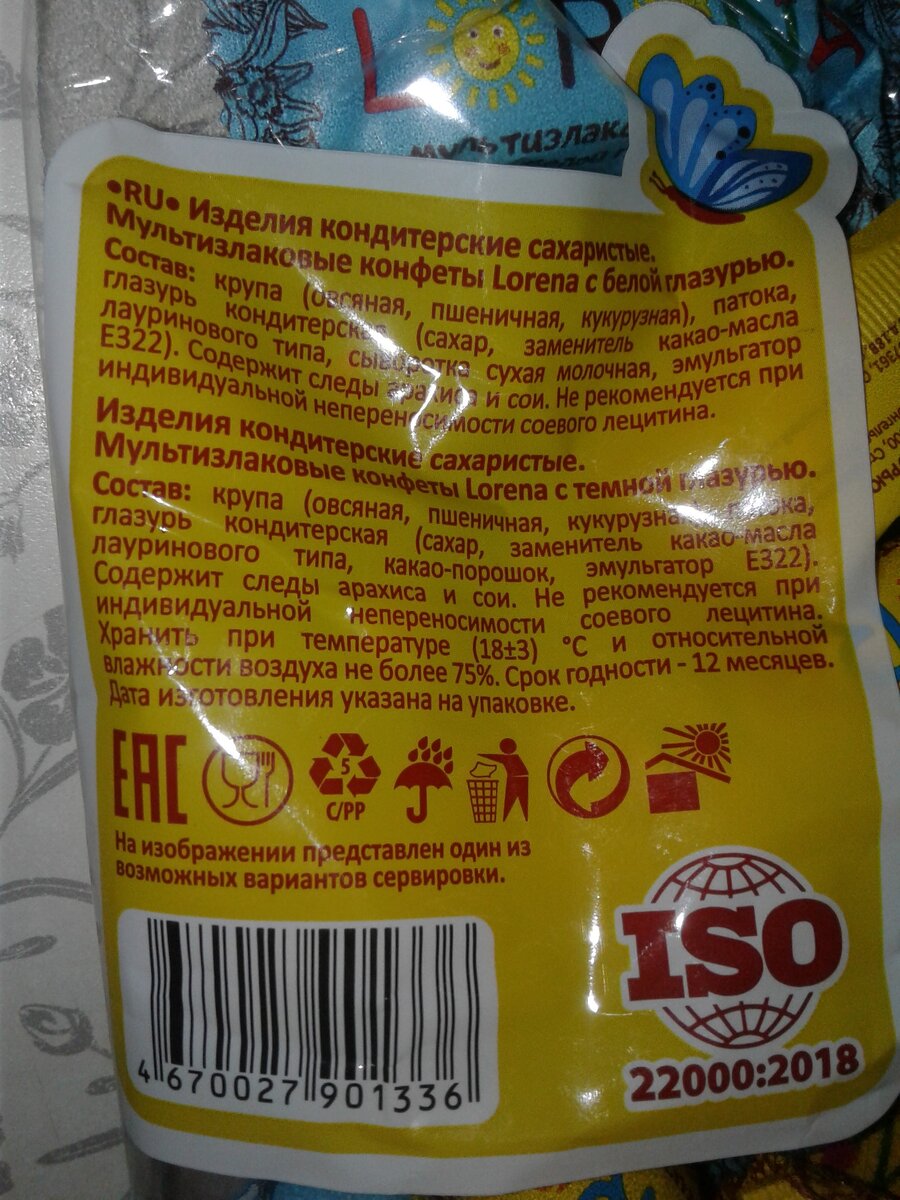 мультизлак
•RU• Изделия кондитерские сахаристые.
Мультизлаковые конфеты Lorena с белой глазурью.
Состав: крупа (овсяная, пшеничная, кукурузная), патока,
глазурь кондитерская (сахар, заменитель какао-масла
лауринового типа, сыворотка сухая молочная, эмульгатор
Е322). Содержит следы арахиса и сои. Не рекомендуется при
индивидуальной непереносимости соевого лецитина.
Изделия кондитерские сахаристые.
Мультизлаковые конфеты Lorena с темной глазурью.
Состав: крупа (овсяная, пшеничная, кукурузная), патока,
глазурь кондитерская (сахар, заменитель какао-масла
лауринового типа, какао-порошок, эмульгатор Е322).
Содержит следы арахиса и сои. Не рекомендуется при
индивидуальной непереносимости соевого лецитина.
Хранить при температуре (18±3) °С и относительной
влажности воздуха не более 75%. Срок годности - 12 месяцев.
Дата изготовления указана на упаковке.
ЕАС
5
C/PP
На изображении представлен один из
возможных вариантов сервировки.
4 670027 901336
ISO
22000:2018